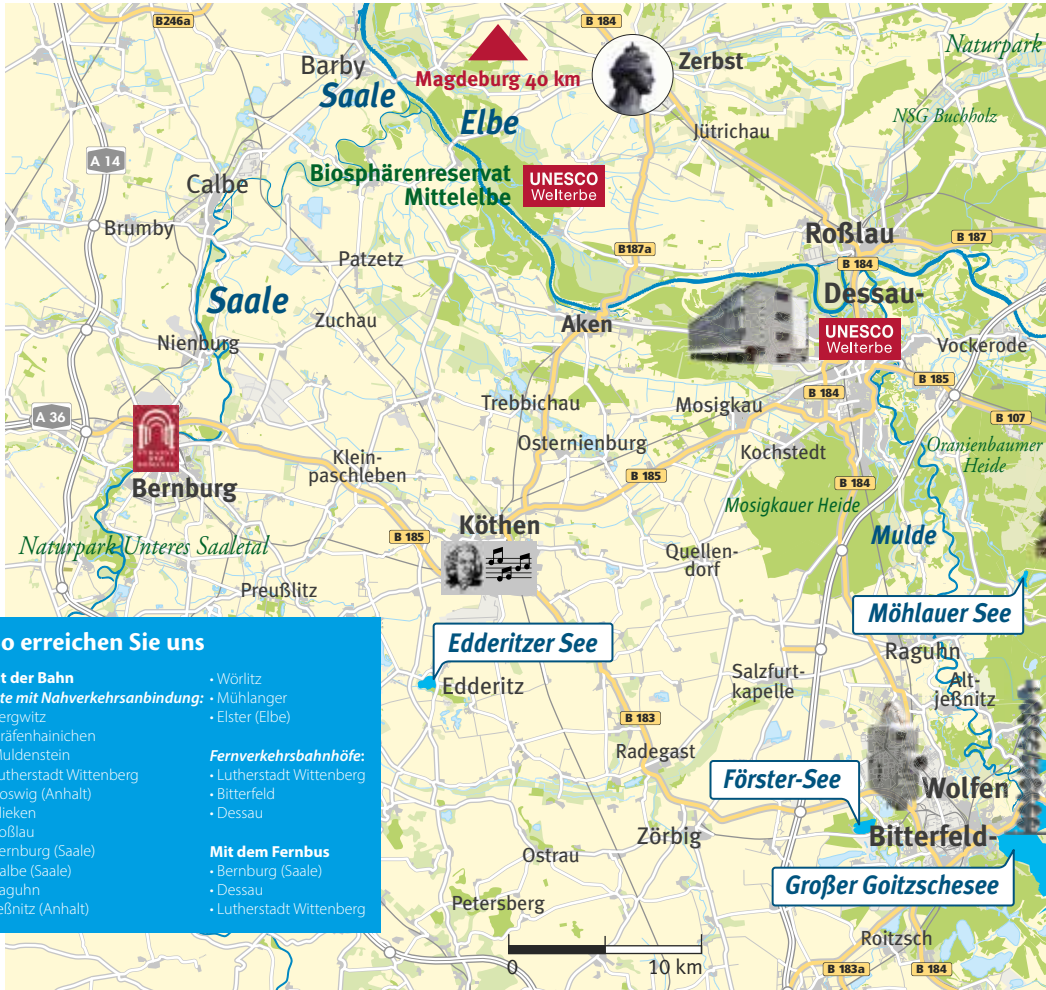 B246a
B 184
Barby
Magdeburg 40 km
Zerbst
Naturpark
Saale
Elbe
Jütrichau
NSG Buchholz
A 14
Biosphärenreservat
Mittelelbe
UNESCO
Welterbe
Calbe
Brumby
Patzetz
B187a
Roßlau
B 187
B 184
Saale
Zuchau
Dessau-
Aken
UNESCO
Welterbe
Vockerode
Nienburg
B 185
A 36
Trebbichau
Mosigkau
B 184
B 107
Osternienburg
Kochstedt
Oranienbaumer
Heide
Klein-
paschleben
B 185
B 184
Bernburg
Mosigkauer Heide
Köthen
B 185
Mulde
Naturpark Unteres Saaletal
Quellen-
dorf
Preußlitz
Möhlauer See
Edderitzer See
Raguhn
Edderitz
Salzfurt-
kapelle
Alt-
jeßnitz
B 183
Radegast
Förster-See
Wolfen
Zörbig
Bitterfeld-
Ostrau
Großer Goitzschesee
Petersberg
Roitzsch
0
10 km
B 183a
B 184
o erreichen Sie uns
t der Bahn
te mit Nahverkehrsanbindung:
ergwitz
räfenhainichen
uldenstein
utherstadt Wittenberg
oswig (Anhalt)
lieken
oßlau
ernburg (Saale)
albe (Saale)
aguhn
eßnitz (Anhalt)
• Wörlitz
• Mühlanger
• Elster (Elbe)
Fernverkehrsbahnhöfe:
• Lutherstadt Wittenberg
• Bitterfeld
• Dessau
Mit dem Fernbus
• Bernburg (Saale)
• Dessau
• Lutherstadt Wittenberg